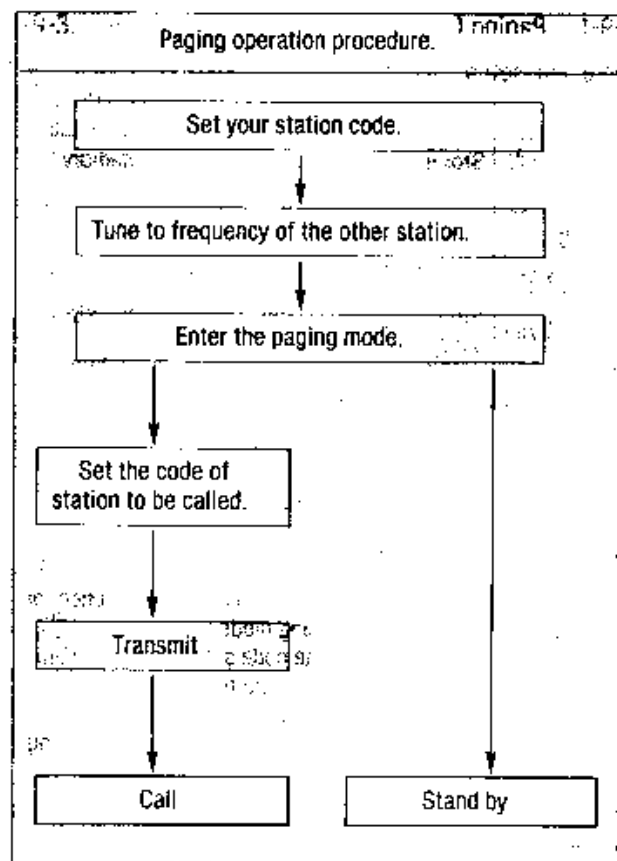 Paging operation procedure.
Set your station code.
Tune to frequency of the other station.
Enter the paging mode.
Set the code of
station to be called.
Transmit
Call
Stand by